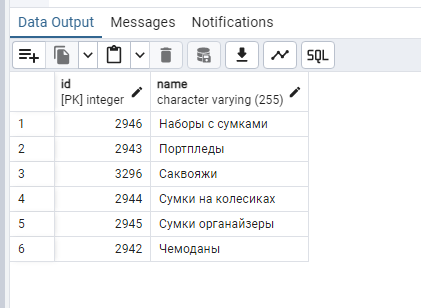 Data Output Messages Notifications
SQL
id name
[PK] integer character varying (255)
1 2946 Наборы с сумками
2 2943 Портпледы
3 3296 Саквояжи
4 2944 Сумки на колесиках
5 2945 Сумки органайзеры
6 2942 Чемоданы